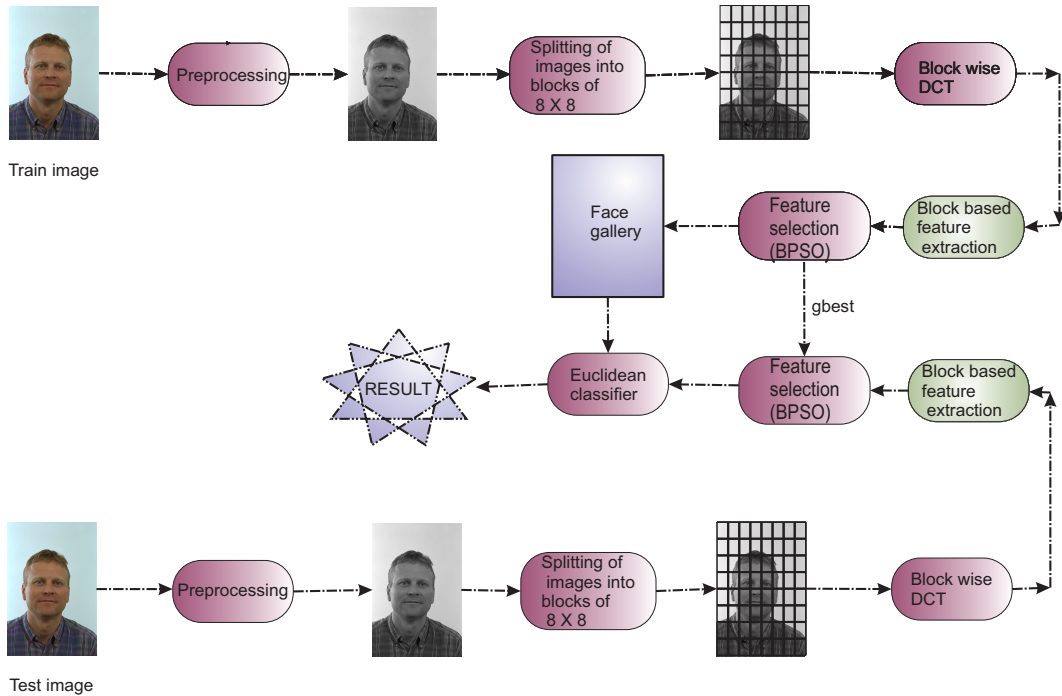 Preprocessing
Splitting of
images into
blocks of
8 X 8
Block wise
DCT
Train image
Face
gallery
Feature
selection
(BPSO)
Block based
feature
extraction
gbest
RESULT
Euclidean
classifier
Feature
selection
(BPSO)
Block based
feature
extraction
Preprocessing
Splitting of
images into
blocks of
8 X 8
Block wise
DCT
Test image